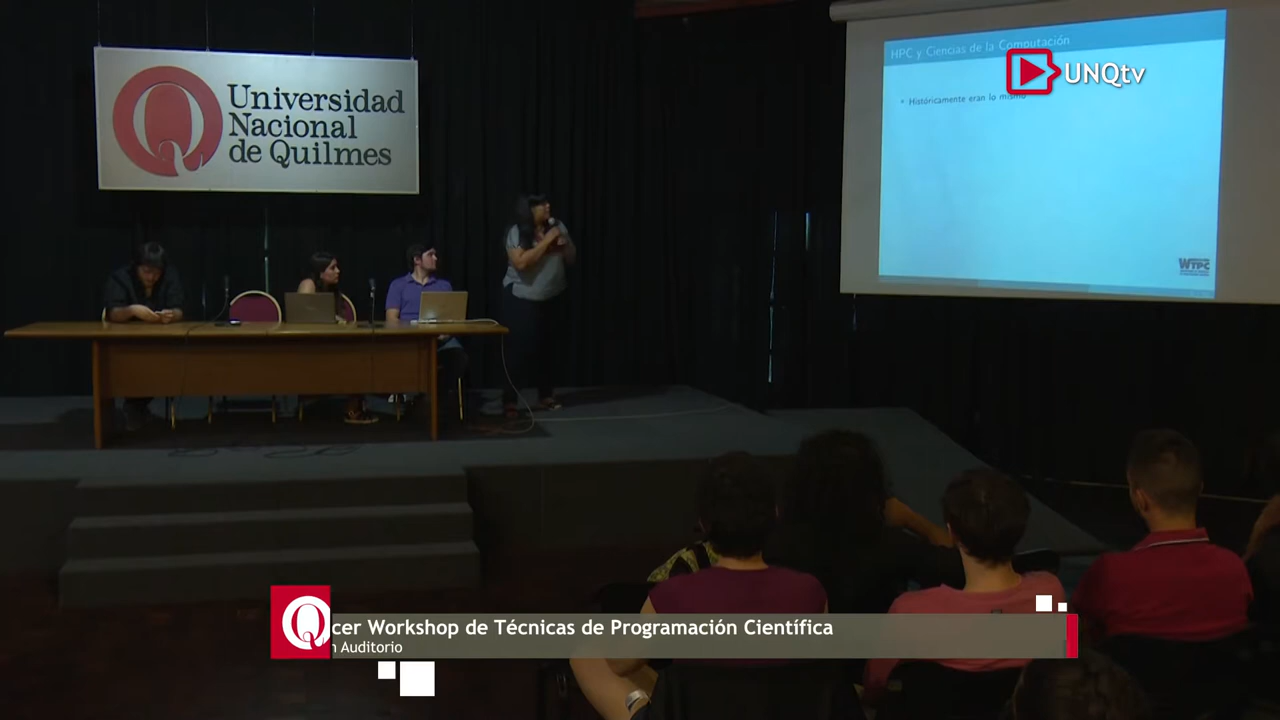 Universidad
Nacional
de Quilmes
HPC y Ciencias de la Computación
UNQtv
• Históricamente eran lo mismo
WTPC
cer Workshop de Técnicas de Programación Científica
n Auditorio